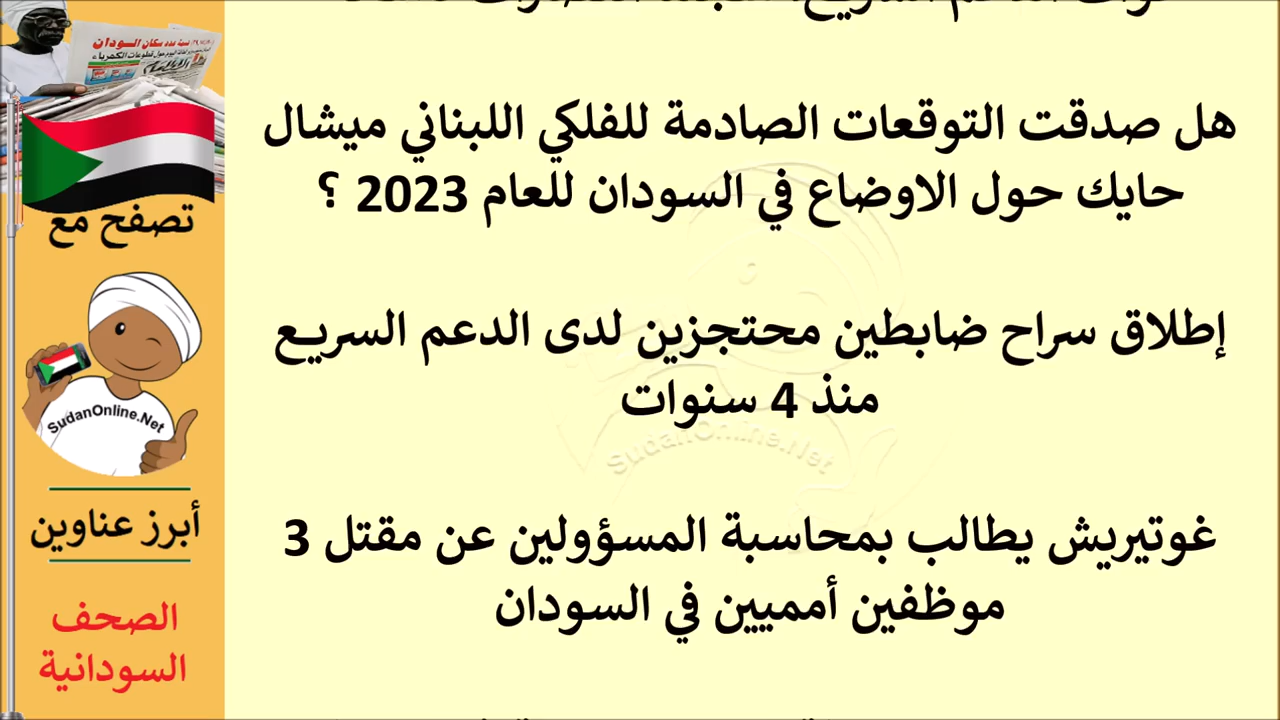 هل صدقت التوقعات الصادمة للفلكي اللبناني ميشال
حايك حول الاوضاع في السودان للعام 2023 ؟
إطلاق سراح ضابطين محتجزين لدى الدعم السريع
منذ 4 سنوات
غوتيريش يطالب بمحاسبة المسؤولين عن مقتل 3
موظفين أمميين في السودان
SudanOnline.Net
تصفح مع
SudanOnline.Net
أبرز عناوين
الصحف
السودانية